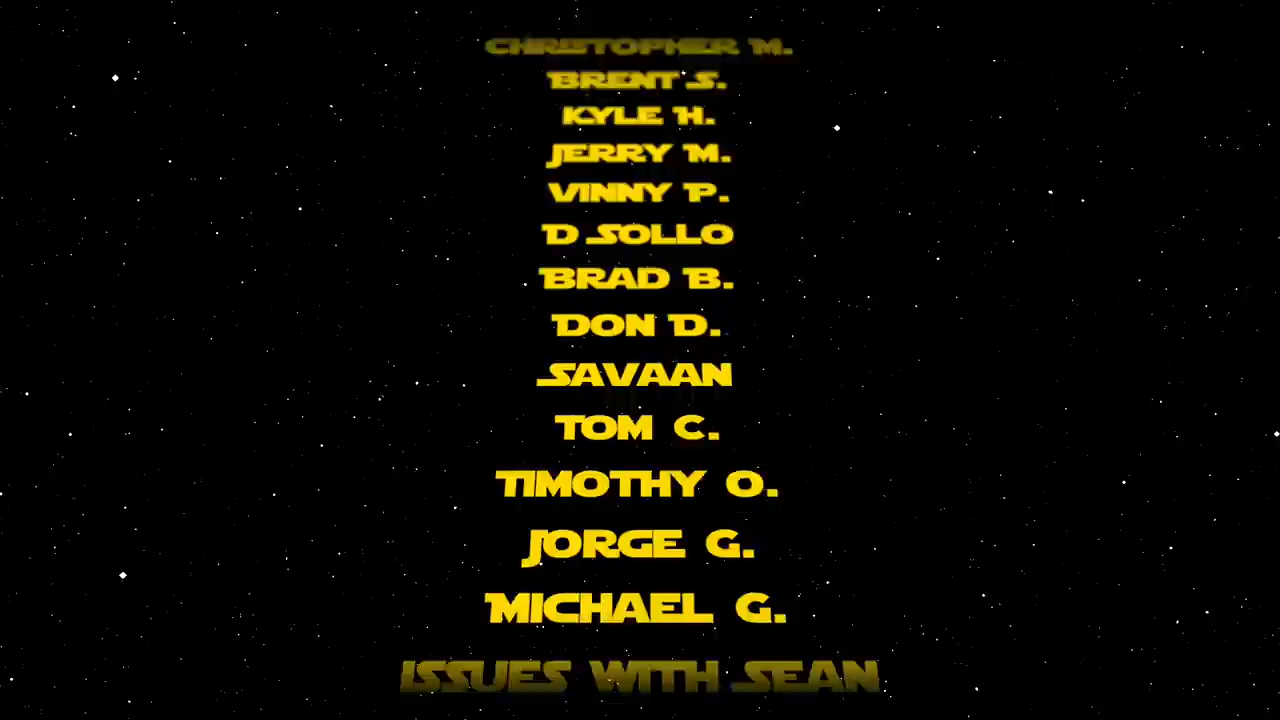 CHRISTOPHER M.
BRENT S.
KYLE H.
JERRY M.
VINNY P.
D SOLLO
BRAD B.
DON D.
SAVAAN
TOM C.
TIMOTHY O.
JORGE G.
MICHAEL G.
ISSUES WITH SEAN